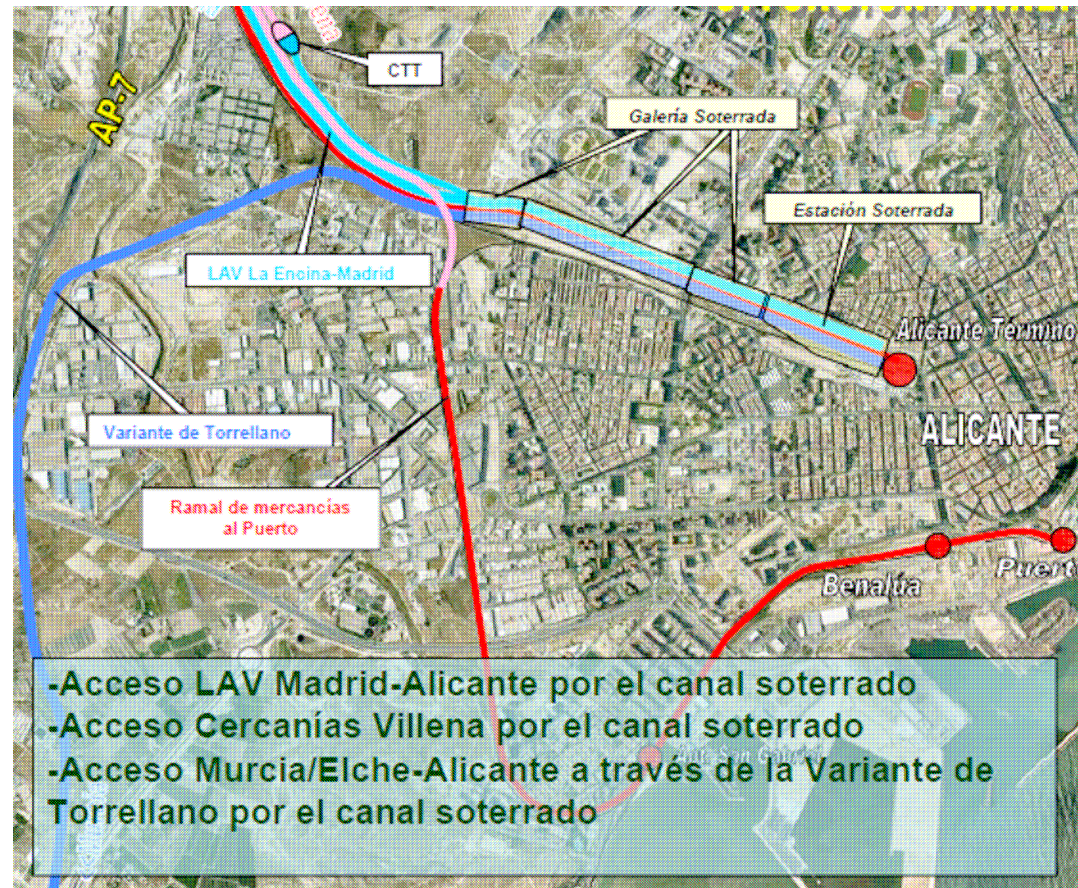 CTT
AP-7
Galería Soterrada
Estación Soterrada
LAV La Encina-Madrid
Alicante Término
Variante de Torrellano
ALICANTE
Ramal de mercancías
al Puerto
Benalúa
Puert
-Acceso LAV Madrid-Alicante por el canal soterrado
-Acceso Cercanías Villena por el canal soterrado
-Acceso Murcia/Elche-Alicante a través de la Variante de
Torrellano por el canal soterrado